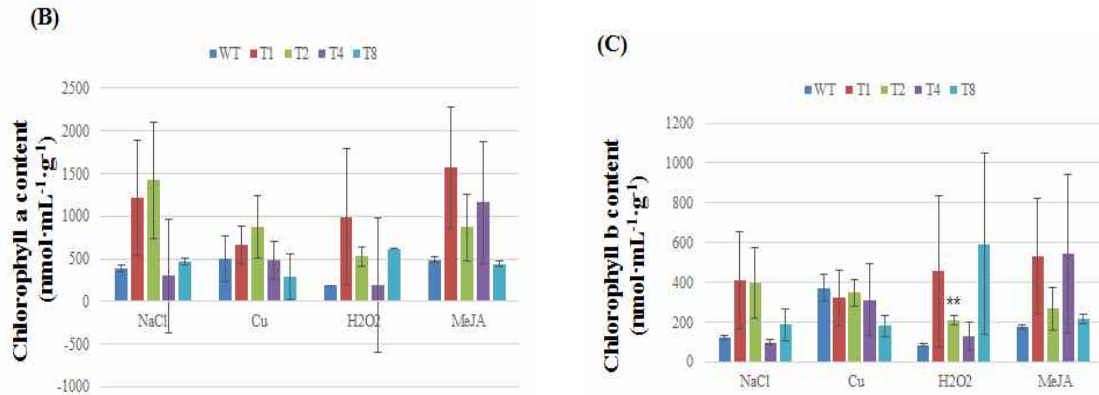 (B)
WT T1 T2 T4 T8
Chlorophyll a content
(nmol·mL⁻¹·g⁻¹)
2500
2000
1500
1000
500
0
-500
-1000
NaCl Cu H2O2 MeJA
(C)
WT T1 T2 T4 T8
Chlorophyll b content
(nmol·mL⁻¹·g⁻¹)
1200
1000
800
600
400
200
0
**
NaCl Cu H2O2 MeJA